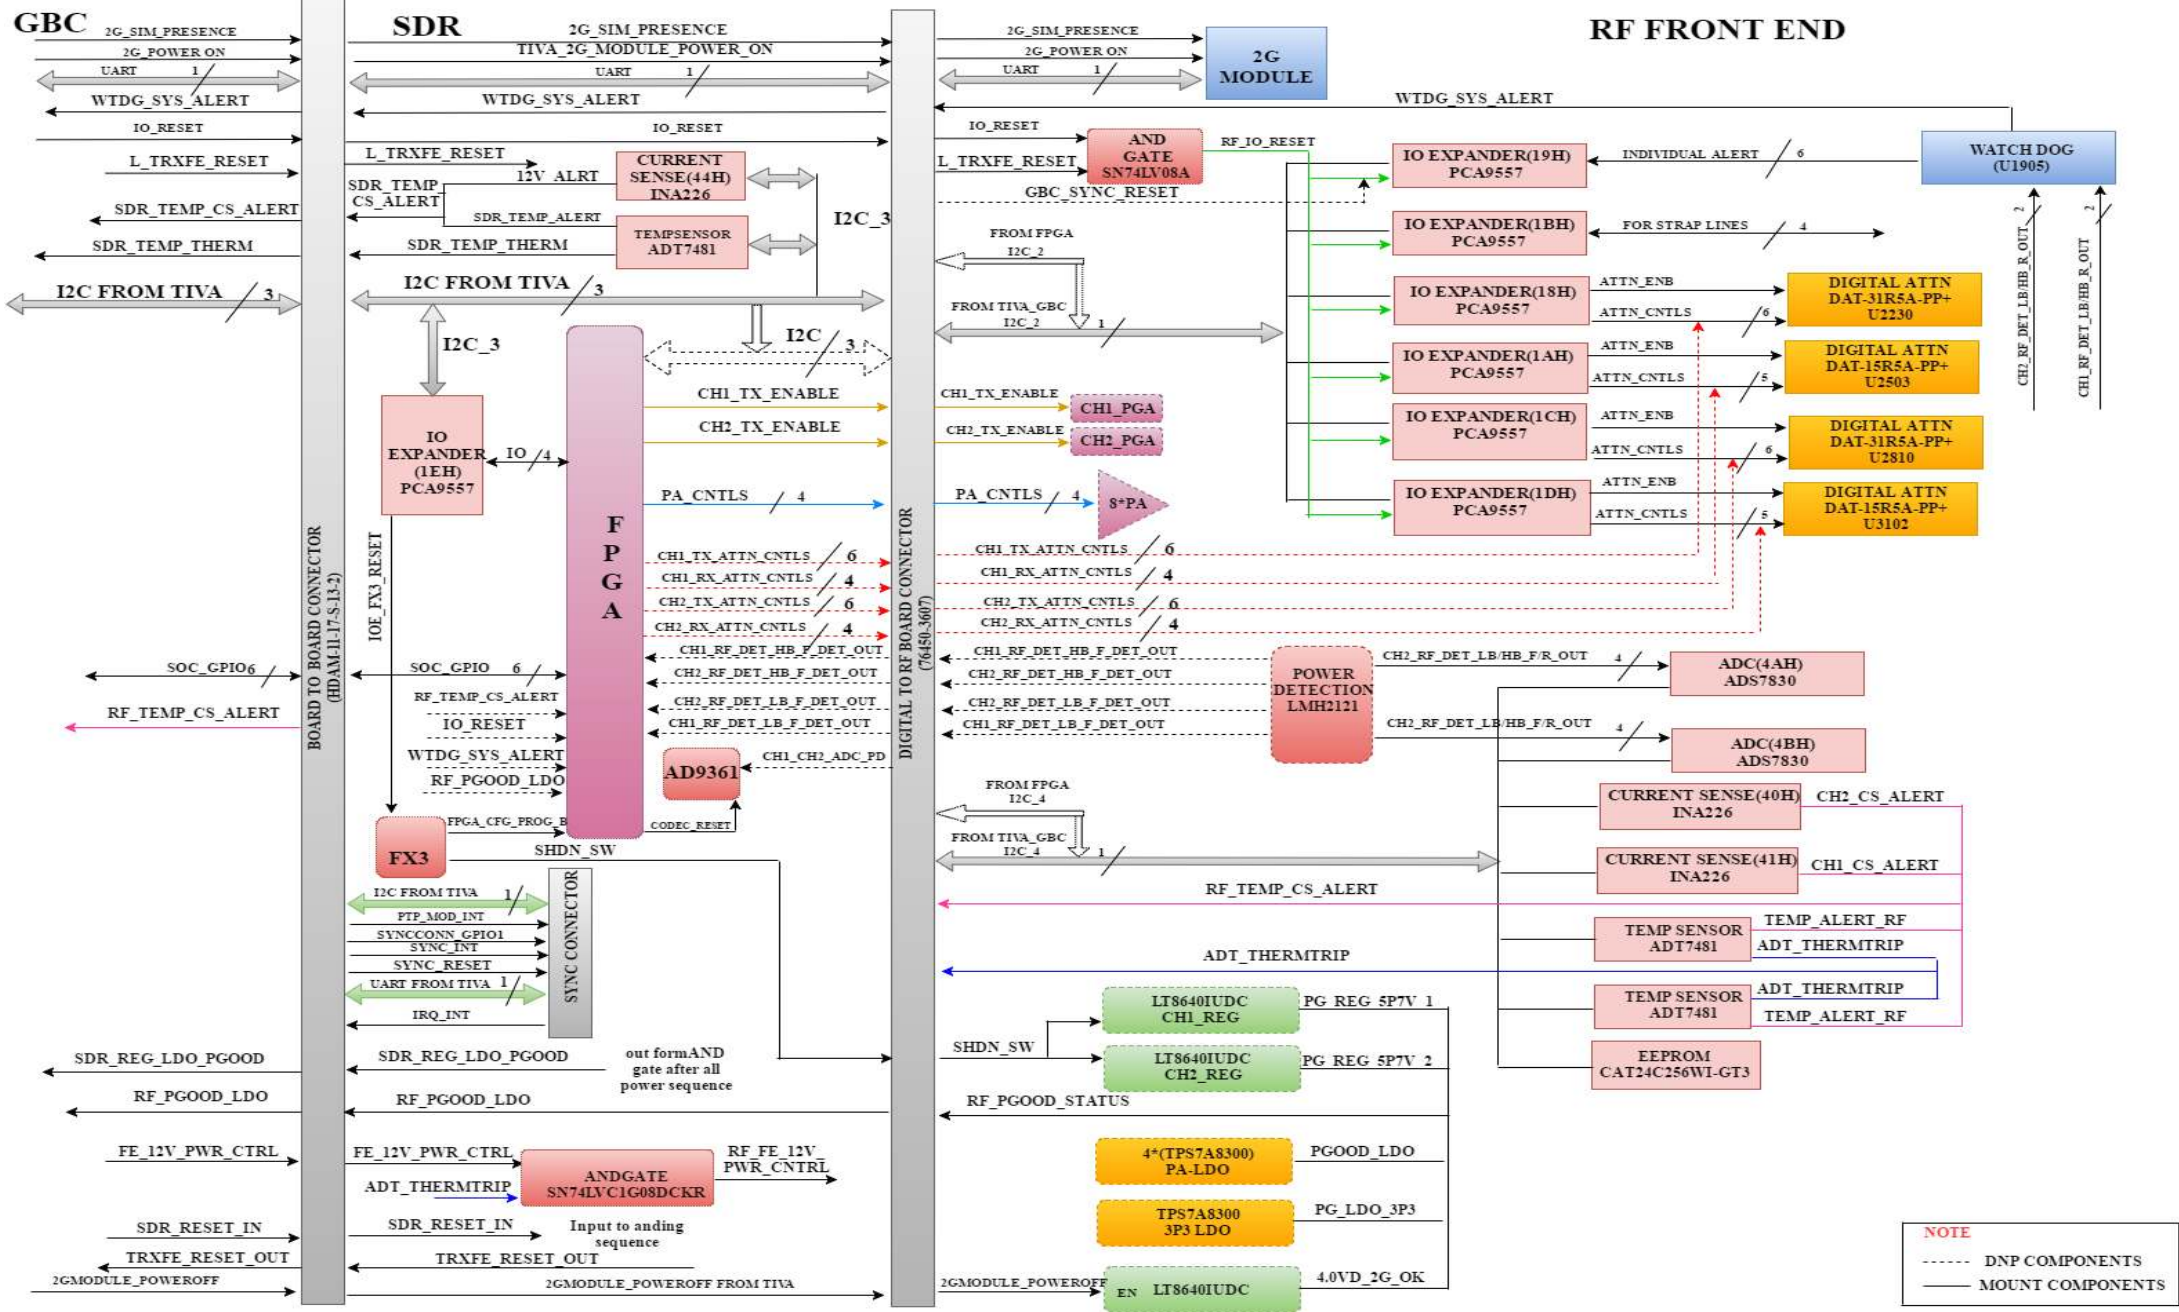 GBC
SDR
RF FRONT END
2G_SIM_PRESENCE
2G_POWER ON
UART 1
WTDG_SYS_ALERT
IO_RESET
L_TRXFE_RESET
SDR_TEMP_CS_ALERT
SDR_TEMP_THERM
I2C FROM TIVA 3
SOC_GPIO 6
RF_TEMP_CS_ALERT
SDR_REG_LDO_PGOOD
RF_PGOOD_LDO
FE_12V_PWR_CTRL
SDR_RESET_IN
TRXFE_RESET_OUT
2GMODULE_POWEROFF
BOARD TO BOARD CONNECTOR
(HDAM-11-17-S-13-2)
2G_SIM_PRESENCE
TIVA_2G_MODULE_POWER_ON
UART 1
WTDG_SYS_ALERT
IO_RESET
L_TRXFE_RESET
12V_ALRT
CURRENT
SENSE(44H)
INA226
SDR_TEMP_
CS_ALERT
SDR_TEMP_ALERT
TEMPSENSOR
ADT7481
SDR_TEMP_THERM
I2C_3
I2C FROM TIVA 3
I2C_3
I2C 3
IO
EXPANDER
(1EH)
PCA9557
IO 4
FPGA
CH1_TX_ENABLE
CH2_TX_ENABLE
PA_CNTLS 4
IOE_FX3_RESET
CH1_TX_ATTN_CNTLS 6
CH1_RX_ATTN_CNTLS 4
CH2_TX_ATTN_CNTLS 6
CH2_RX_ATTN_CNTLS 4
CH1_RF_DET_HB_F_DET_OUT
CH2_RF_DET_HB_F_DET_OUT
CH2_RF_DET_LB_F_DET_OUT
CH1_RF_DET_LB_F_DET_OUT
SOC_GPIO 6
RF_TEMP_CS_ALERT
IO_RESET
WTDG_SYS_ALERT
RF_PGOOD_LDO
AD9361
CH1_CH2_ADC_PD
CODEC_RESET
FX3
FPGA_CFG_PROG_B
SHDN_SW
I2C FROM TIVA 1
PTP_MOD_INT
SYNCCONN_GPIO1
SYNC_INT
SYNC_RESET
UART FROM TIVA 1
IRQ_INT
SYNC CONNECTOR
SDR_REG_LDO_PGOOD
out formAND
gate after all
power sequence
RF_PGOOD_LDO
FE_12V_PWR_CTRL
ADT_THERMTRIP
ANDGATE
SN74LVC1G08DCKR
RF_FE_12V_
PWR_CNTRL
SDR_RESET_IN
Input to anding
sequence
TRXFE_RESET_OUT
2GMODULE_POWEROFF FROM TIVA
DIGITAL TO RF BOARD CONNECTOR
(76450-3607)
2G_SIM_PRESENCE
2G_POWER ON
UART 1
2G
MODULE
WTDG_SYS_ALERT
IO_RESET
L_TRXFE_RESET
AND
GATE
SN74LV08A
RF_IO_RESET
GBC_SYNC_RESET
FROM FPGA
I2C_2
FROM TIVA_GBC
I2C_2 1
CH1_TX_ENABLE
CH1_PGA
CH2_TX_ENABLE
CH2_PGA
PA_CNTLS 4
8*PA
CH1_TX_ATTN_CNTLS 6
CH1_RX_ATTN_CNTLS 4
CH2_TX_ATTN_CNTLS 6
CH2_RX_ATTN_CNTLS 4
CH1_RF_DET_HB_F_DET_OUT
CH2_RF_DET_HB_F_DET_OUT
CH2_RF_DET_LB_F_DET_OUT
CH1_RF_DET_LB_F_DET_OUT
POWER
DETECTION
LMH2121
IO EXPANDER(19H)
PCA9557
INDIVIDUAL ALERT 6
WATCH DOG
(U1905)
IO EXPANDER(1BH)
PCA9557
FOR STRAP LINES 4
CH2_RF_DET_LB/HB_R_OUT 2
CH1_RF_DET_LB/HB_R_OUT 2
IO EXPANDER(18H)
PCA9557
ATTN_ENB
ATTN_CNTLS 6
DIGITAL ATTN
DAT-31R5A-PP+
U2230
IO EXPANDER(1AH)
PCA9557
ATTN_ENB
ATTN_CNTLS 5
DIGITAL ATTN
DAT-15R5A-PP+
U2503
IO EXPANDER(1CH)
PCA9557
ATTN_ENB
ATTN_CNTLS 6
DIGITAL ATTN
DAT-31R5A-PP+
U2810
IO EXPANDER(1DH)
PCA9557
ATTN_ENB
ATTN_CNTLS 5
DIGITAL ATTN
DAT-15R5A-PP+
U3102
CH2_RF_DET_LB/HB_F/R_OUT 4
ADC(4AH)
ADS7830
CH2_RF_DET_LB/HB_F/R_OUT 4
ADC(4BH)
ADS7830
FROM FPGA
I2C_4
FROM TIVA_GBC
I2C_4 1
CURRENT SENSE(40H)
INA226
CH2_CS_ALERT
CURRENT SENSE(41H)
INA226
CH1_CS_ALERT
RF_TEMP_CS_ALERT
TEMP SENSOR
ADT7481
TEMP_ALERT_RF
ADT_THERMTRIP
ADT_THERMTRIP
TEMP SENSOR
ADT7481
ADT_THERMTRIP
TEMP_ALERT_RF
EEPROM
CAT24C256WI-GT3
SHDN_SW
LT8640IUDC
CH1_REG
PG_REG_5P7V_1
LT8640IUDC
CH2_REG
PG_REG_5P7V_2
RF_PGOOD_STATUS
4*(TPS7A8300)
PA-LDO
PGOOD_LDO
TPS7A8300
3P3 LDO
PG_LDO_3P3
2GMODULE_POWEROFF
EN LT8640IUDC
4.0VD_2G_OK
NOTE
DNP COMPONENTS
MOUNT COMPONENTS